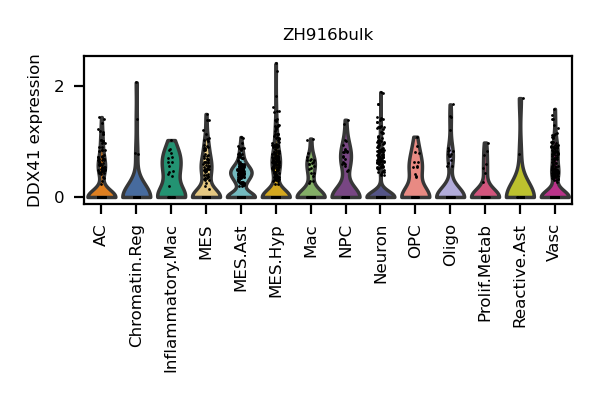 ZH916bulk
DDX41 expression
2
0
AC
Chromatin.Reg
Inflammatory.Mac
MES
MES.Ast
MES.Hyp
Mac
NPC
Neuron
OPC
Oligo
Prolif.Metab
Reactive.Ast
Vasc